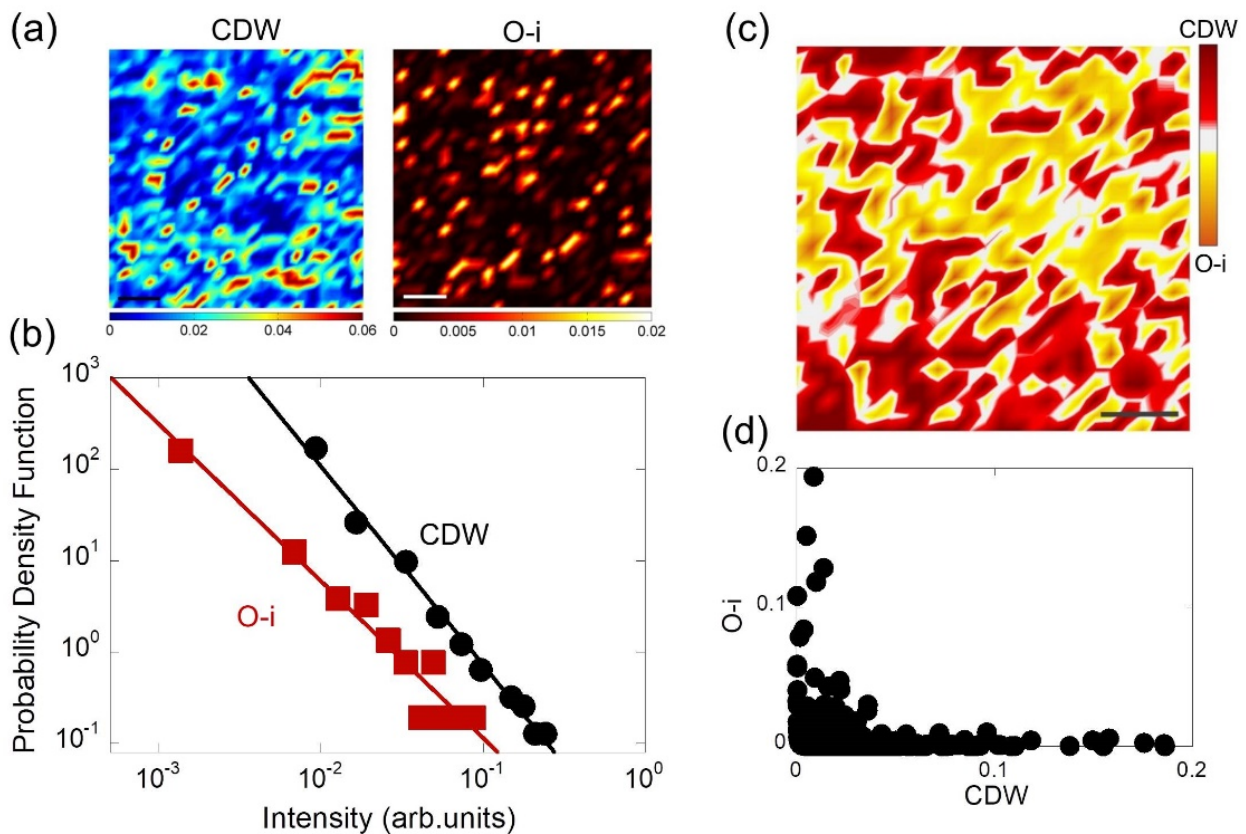 (a)
CDW
O-i
0 0.02 0.04 0.06
0 0.005 0.01 0.015 0.02
(b)
10³
10²
10¹
10⁰
10⁻¹
Probability Density Function
CDW
O-i
10⁻³ 10⁻² 10⁻¹ 10⁰
Intensity (arb.units)
(c)
CDW
O-i
(d)
0.2
0.1
0
O-i
0 0.1 0.2
CDW